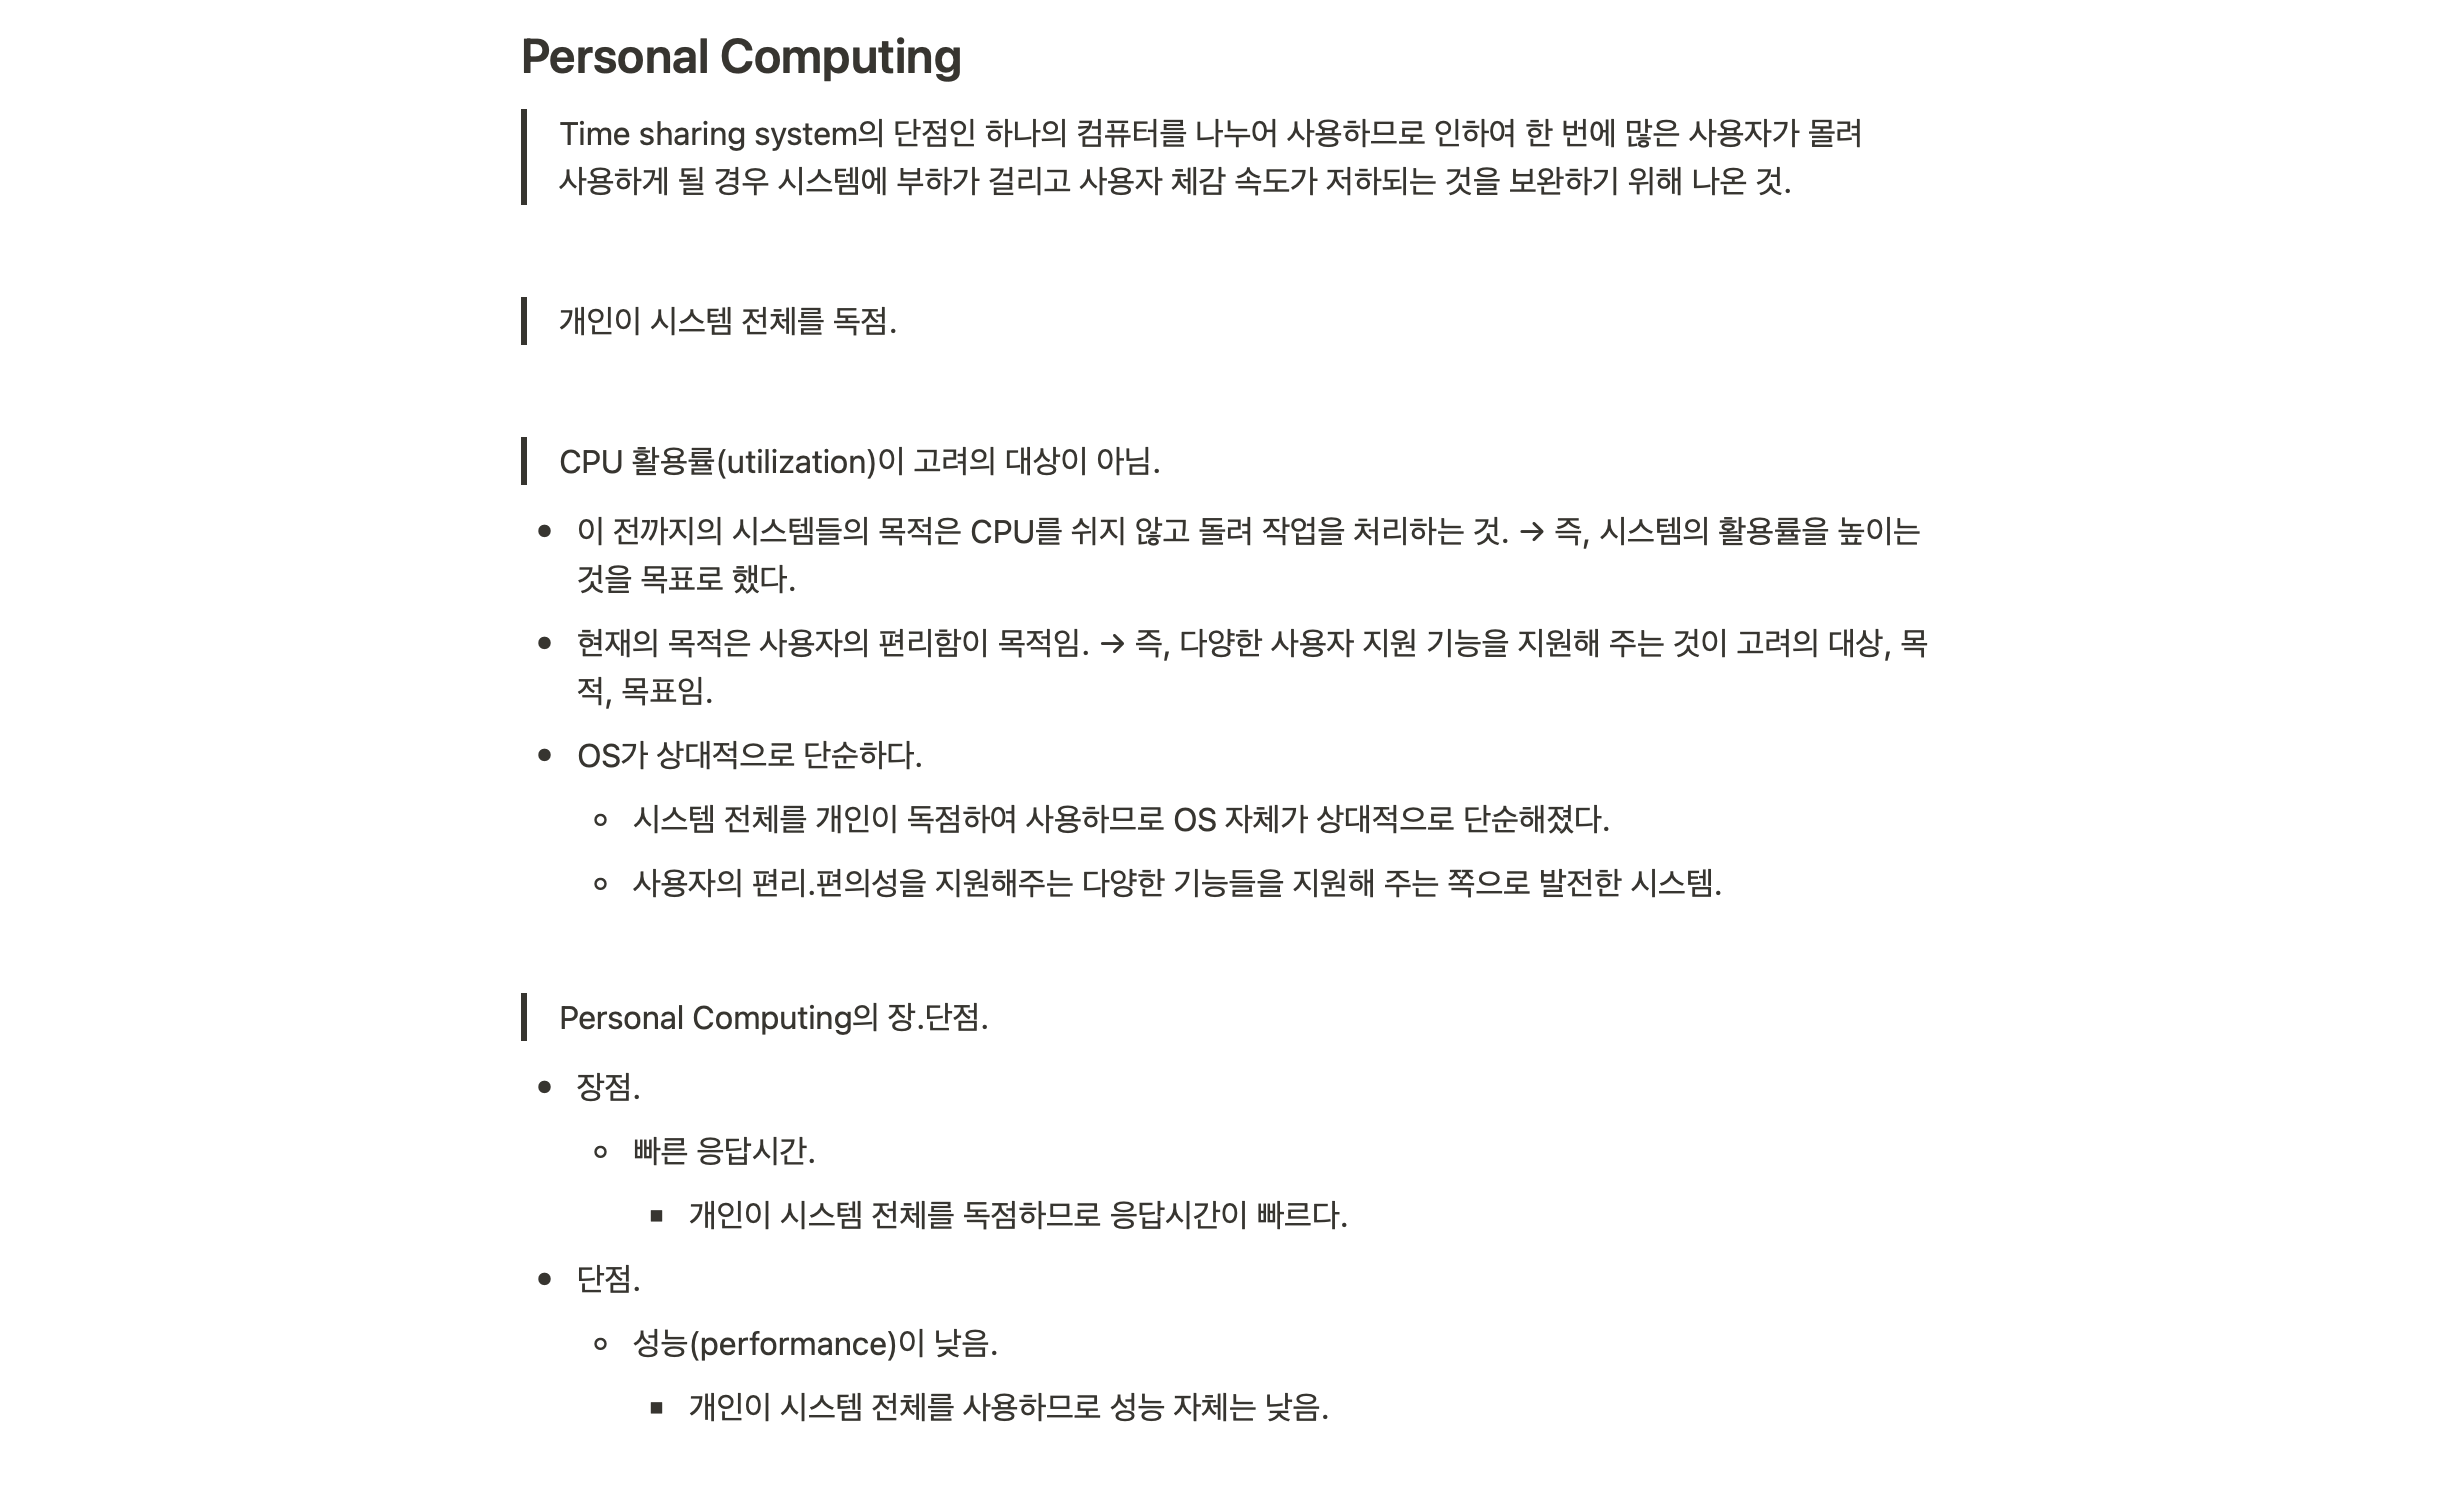 Personal Computing
Time sharing system의 단점인 하나의 컴퓨터를 나누어 사용하므로 인하여 한 번에 많은 사용자가 몰려
사용하게 될 경우 시스템에 부하가 걸리고 사용자 체감 속도가 저하되는 것을 보완하기 위해 나온 것.
개인이 시스템 전체를 독점.
CPU 활용률(utilization)이 고려의 대상이 아님.
• 이 전까지의 시스템들의 목적은 CPU를 쉬지 않고 돌려 작업을 처리하는 것. → 즉, 시스템의 활용률을 높이는
것을 목표로 했다.
• 현재의 목적은 사용자의 편리함이 목적임. → 즉, 다양한 사용자 지원 기능을 지원해 주는 것이 고려의 대상, 목
적, 목표임.
• OS가 상대적으로 단순하다.
◦ 시스템 전체를 개인이 독점하여 사용하므로 OS 자체가 상대적으로 단순해졌다.
◦ 사용자의 편리.편의성을 지원해주는 다양한 기능들을 지원해 주는 쪽으로 발전한 시스템.
Personal Computing의 장.단점.
• 장점.
◦ 빠른 응답시간.
▪ 개인이 시스템 전체를 독점하므로 응답시간이 빠르다.
• 단점.
◦ 성능(performance)이 낮음.
▪ 개인이 시스템 전체를 사용하므로 성능 자체는 낮음.